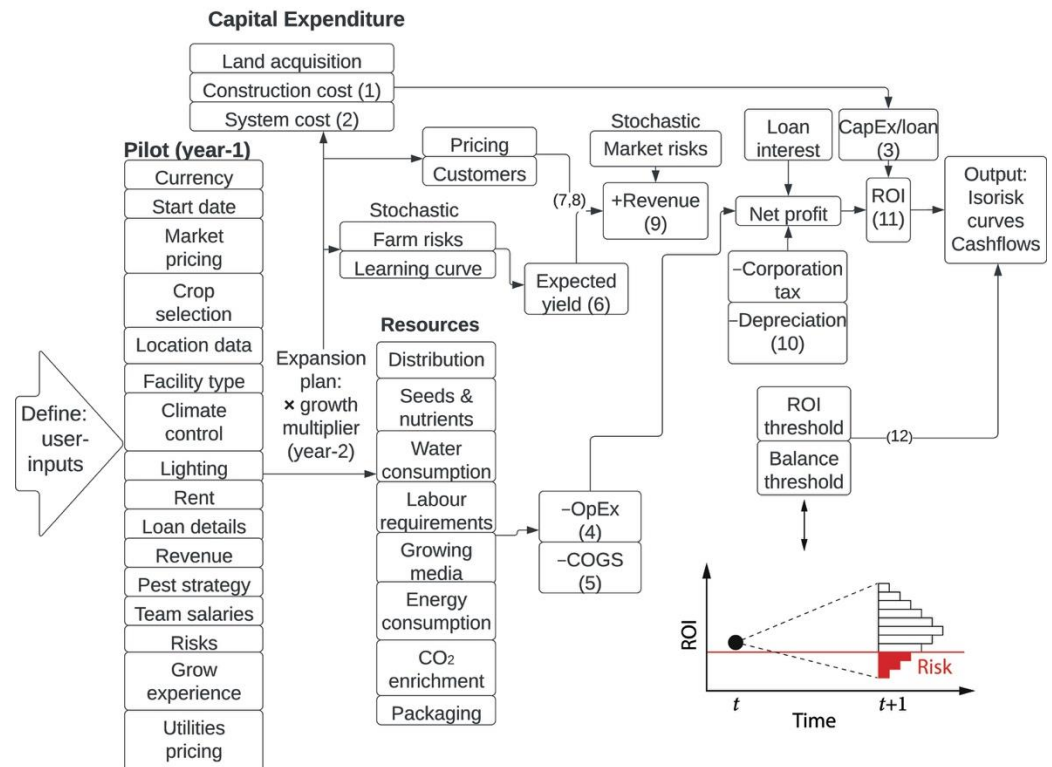 Capital Expenditure
Land acquisition
Construction cost (1)
System cost (2)
Pilot (year-1)
Currency
Start date
Market
pricing
Crop
selection
Location data
Facility type
Climate
control
Lighting
Rent
Loan details
Revenue
Pest strategy
Team salaries
Risks
Grow
experience
Utilities
pricing
Define:
user-
inputs
Expansion
plan:
× growth
multiplier
(year-2)
Pricing
Customers
Stochastic
Farm risks
Learning curve
Expected
yield (6)
(7,8)
Stochastic
Market risks
+Revenue
(9)
Resources
Distribution
Seeds &
nutrients
Water
consumption
Labour
requirements
Growing
media
Energy
consumption
CO₂
enrichment
Packaging
−OpEx
(4)
−COGS
(5)
Loan
interest
Net profit
−Corporation
tax
−Depreciation
(10)
CapEx/loan
(3)
ROI
(11)
Output:
Isorisk
curves
Cashflows
ROI
threshold
Balance
threshold
(12)
ROI
Risk
t
t+1
Time